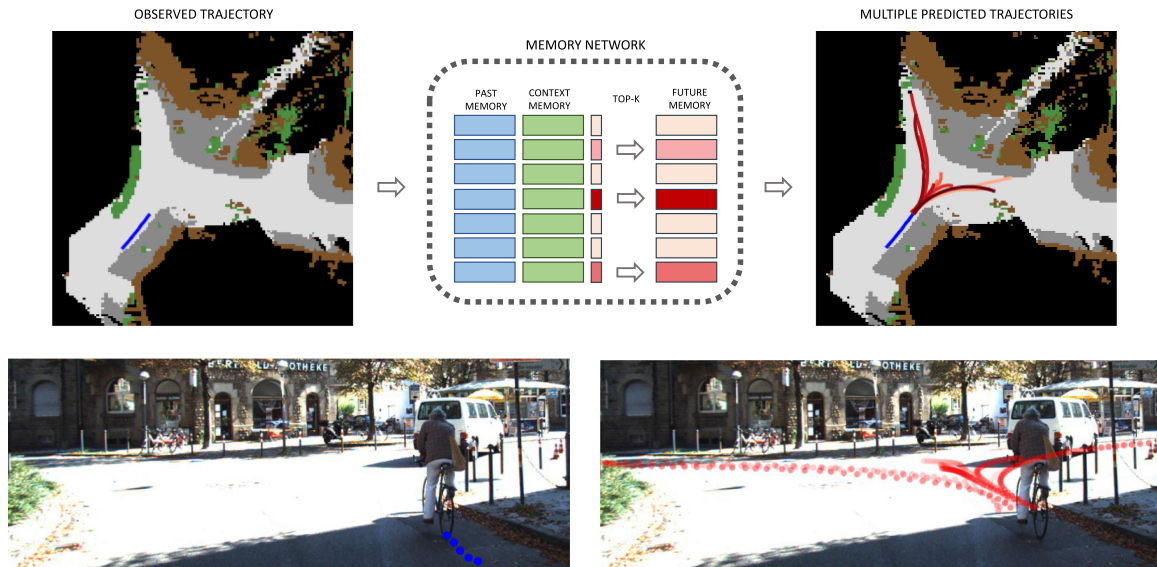 OBSERVED TRAJECTORY
MULTIPLE PREDICTED TRAJECTORIES
MEMORY NETWORK
PAST MEMORY
CONTEXT MEMORY
TOP-K
FUTURE MEMORY